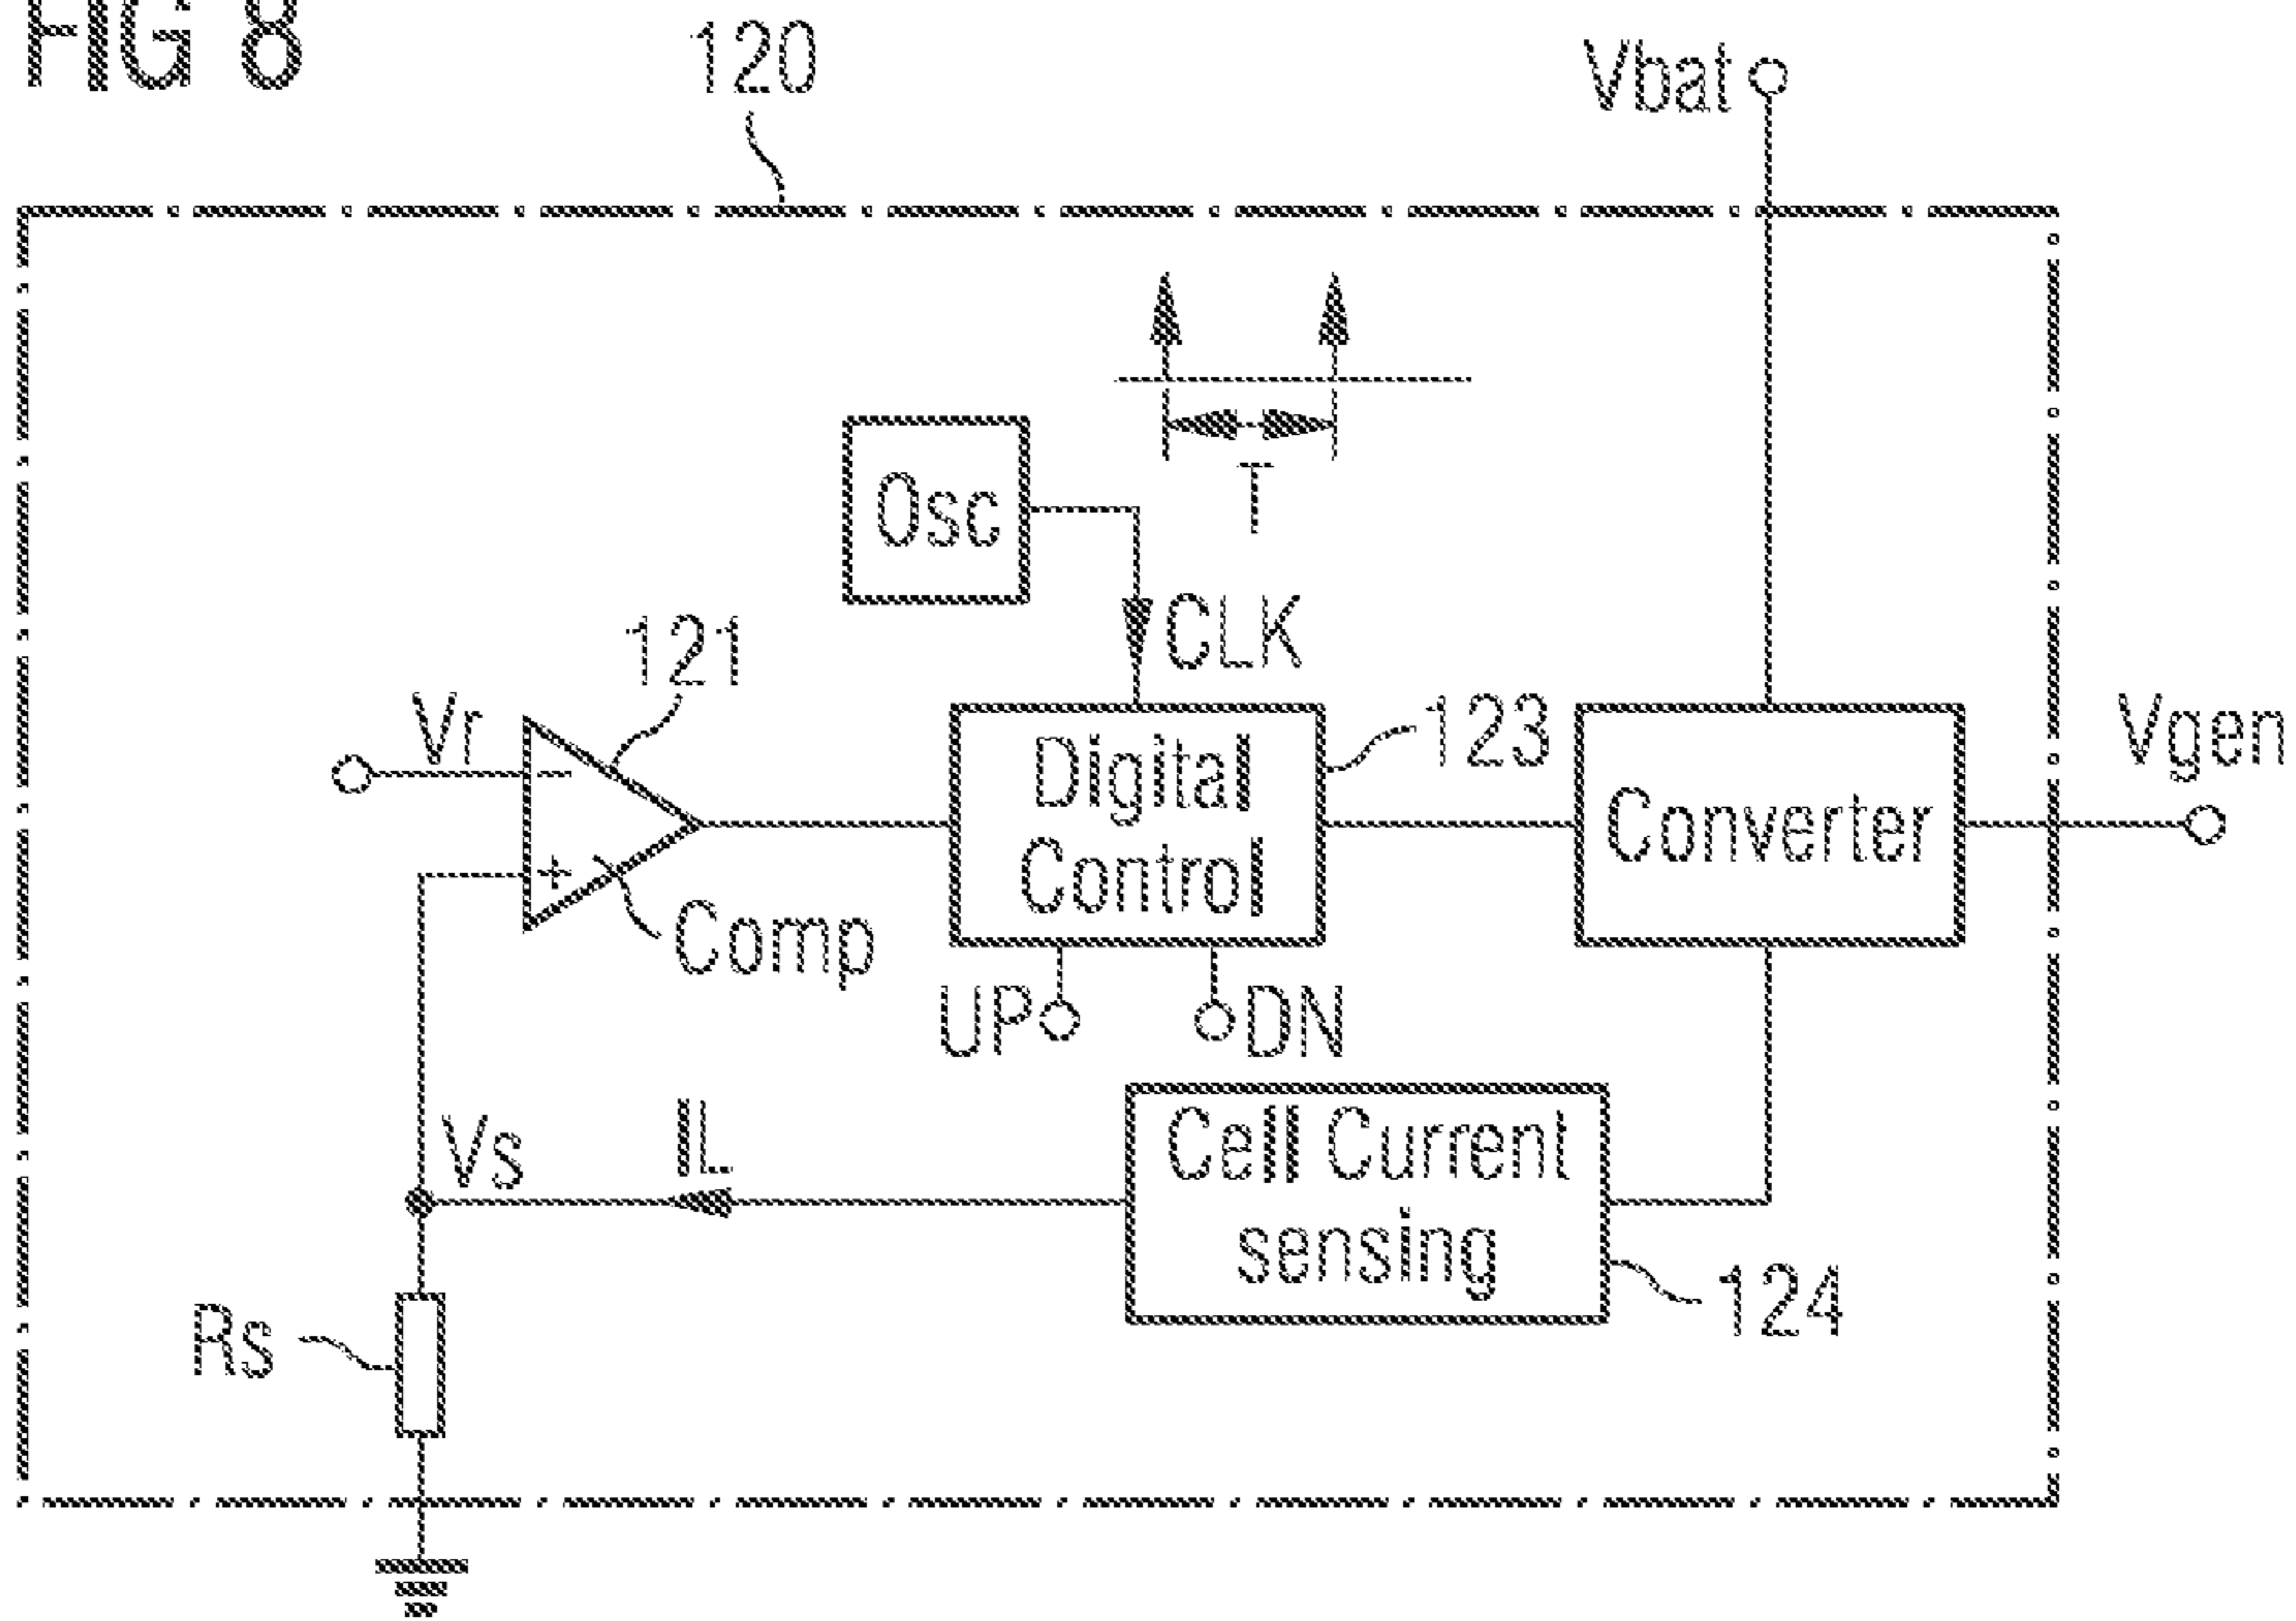 FIG 8
120
Vbat
Osc
T
CLK
121
Vr
123
Digital
Control
Converter
Vgen
−
+
Comp
UP
DN
Vs
IL
Cell Current
sensing
Rs
124